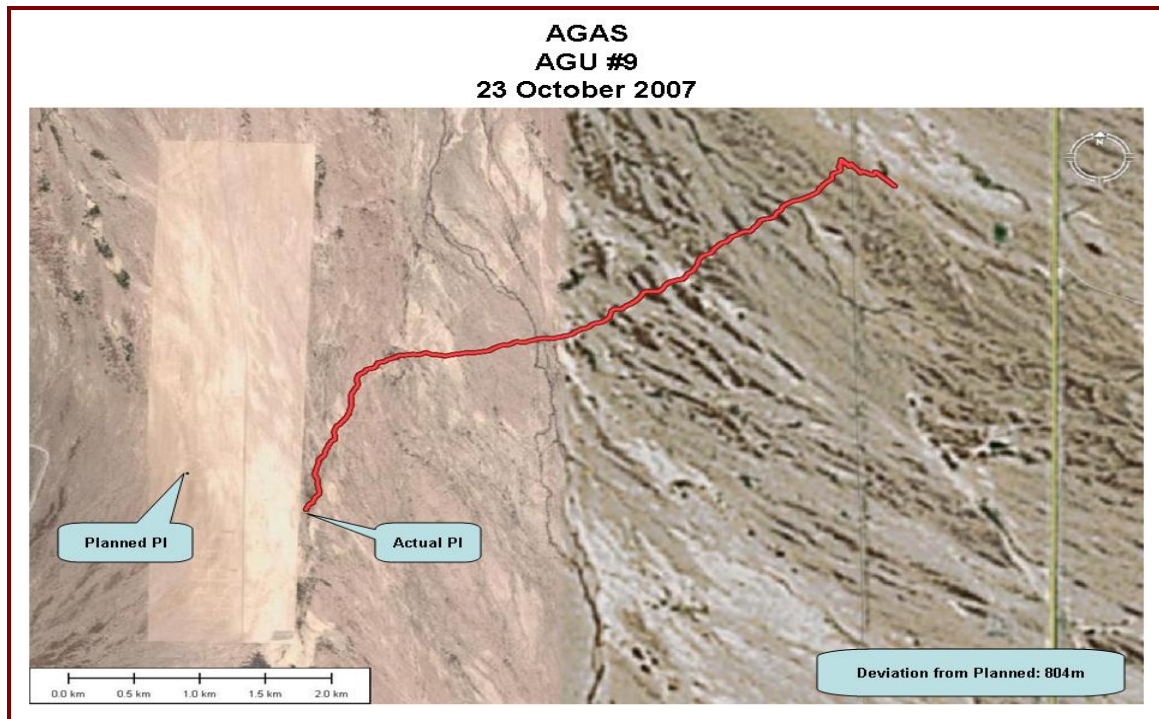 AGAS
AGU #9
23 October 2007
N
Planned PI
Actual PI
Deviation from Planned: 804m
0.0 km 0.5 km 1.0 km 1.5 km 2.0 km